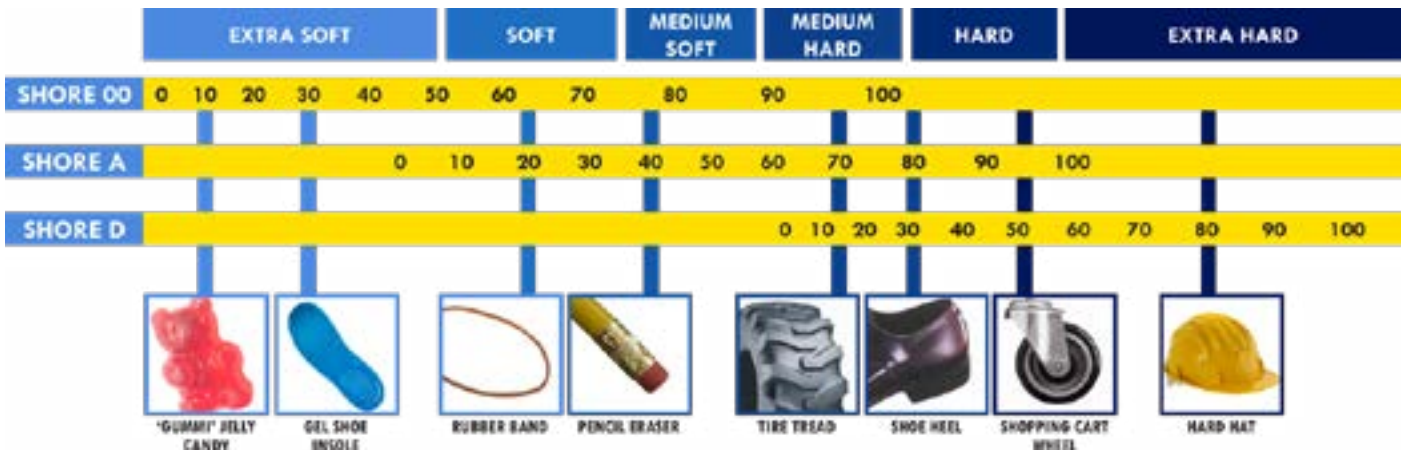 EXTRA SOFT SOFT MEDIUM SOFT MEDIUM HARD HARD EXTRA HARD
SHORE 00 0 10 20 30 40 50 60 70 80 90 100
SHORE A 0 10 20 30 40 50 60 70 80 90 100
SHORE D 0 10 20 30 40 50 60 70 80 90 100
"GUMMI" JELLY CANDY
GEL SHOE INSOLE
RUBBER BAND
PENCIL ERASER
TIRE TREAD
SHOE HEEL
SHOPPING CART WHEEL
HARD HAT